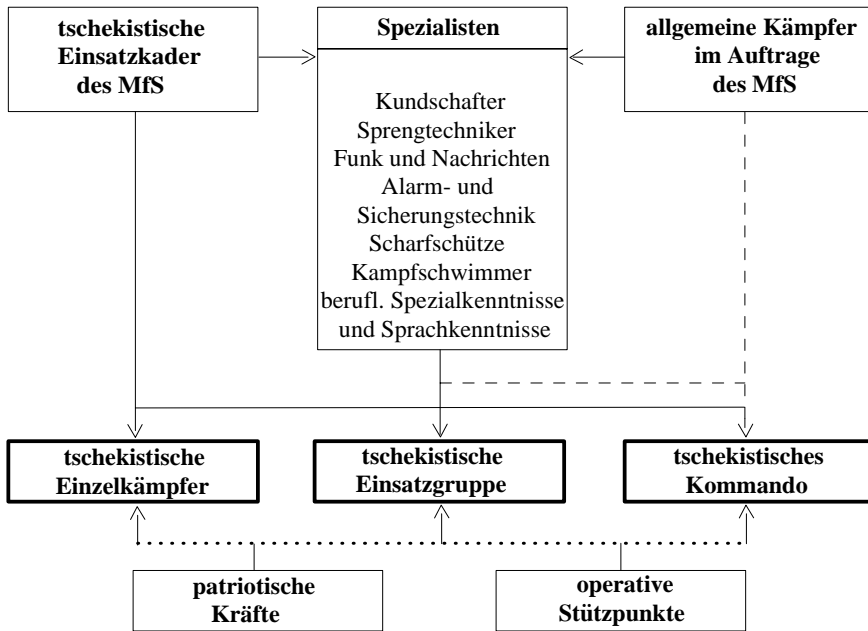 tschekistische
Einsatzkader
des MfS
Spezialisten
Kundschafter
Sprengtechniker
Funk und Nachrichten
Alarm- und
Sicherungstechnik
Scharfschütze
Kampfschwimmer
berufl. Spezialkenntnisse
und Sprachkenntnisse
allgemeine Kämpfer
im Auftrage
des MfS
tschekistische
Einzelkämpfer
tschekistische
Einsatzgruppe
tschekistisches
Kommando
patriotische
Kräfte
operative
Stützpunkte